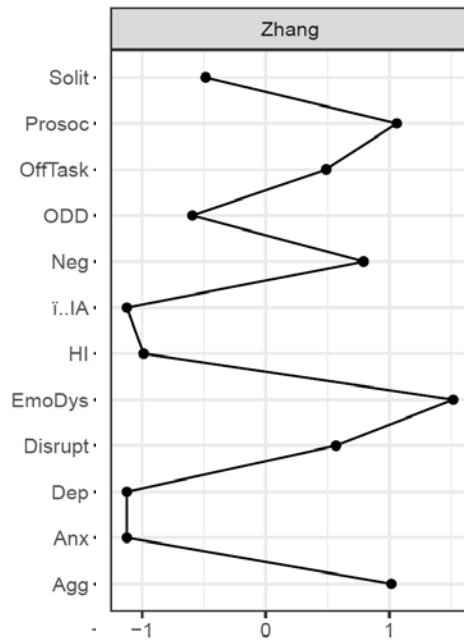 Zhang
Solit
Prosoc
OffTask
ODD
Neg
ï..IA
HI
EmoDys
Disrupt
Dep
Anx
Agg
−1 0 1